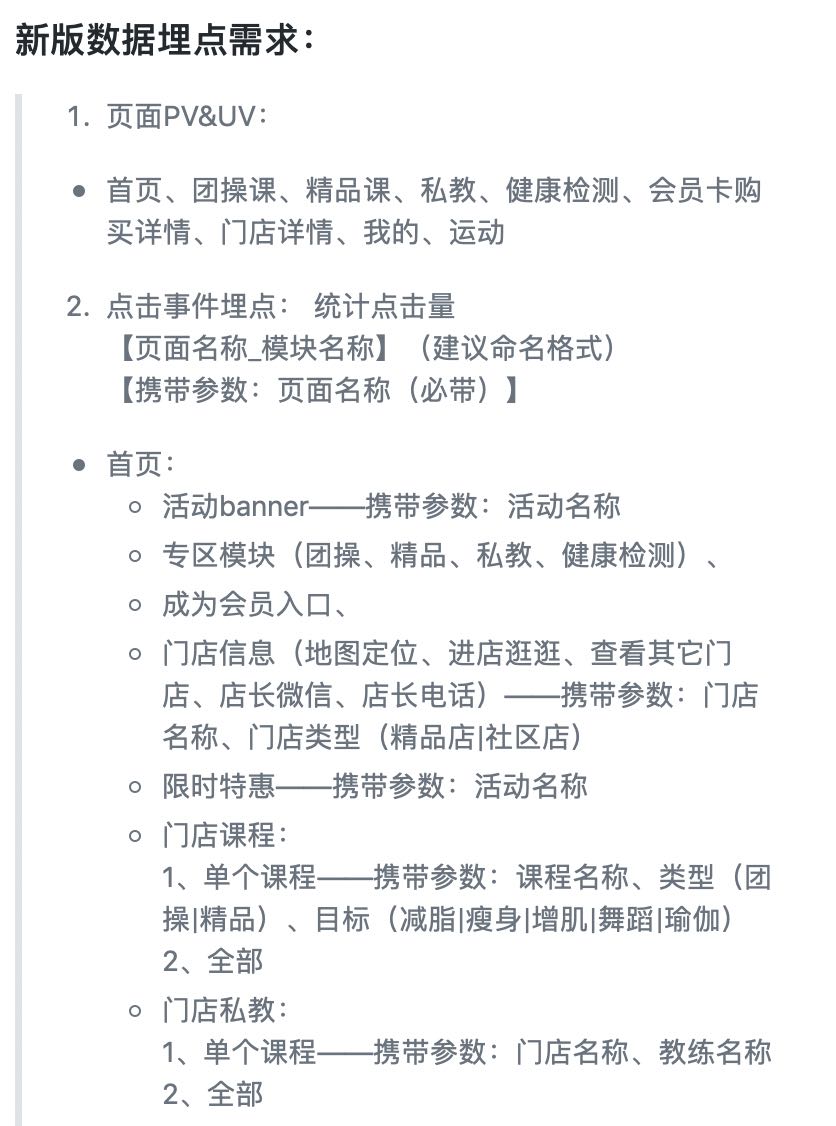 新版数据埋点需求：
1. 页面PV&UV：
首页、团操课、精品课、私教、健康检测、会员卡购
买详情、门店详情、我的、运动
2. 点击事件埋点： 统计点击量
【页面名称_模块名称】（建议命名格式）
【携带参数：页面名称（必带）】
首页：
活动banner——携带参数：活动名称
专区模块（团操、精品、私教、健康检测）、
成为会员入口、
门店信息（地图定位、进店逛逛、查看其它门
店、店长微信、店长电话）——携带参数：门店
名称、门店类型（精品店|社区店）
限时特惠——携带参数：活动名称
门店课程：
1、单个课程——携带参数：课程名称、类型（团
操|精品）、目标（减脂|瘦身|增肌|舞蹈|瑜伽）
2、全部
门店私教：
1、单个课程——携带参数：门店名称、教练名称
2、全部